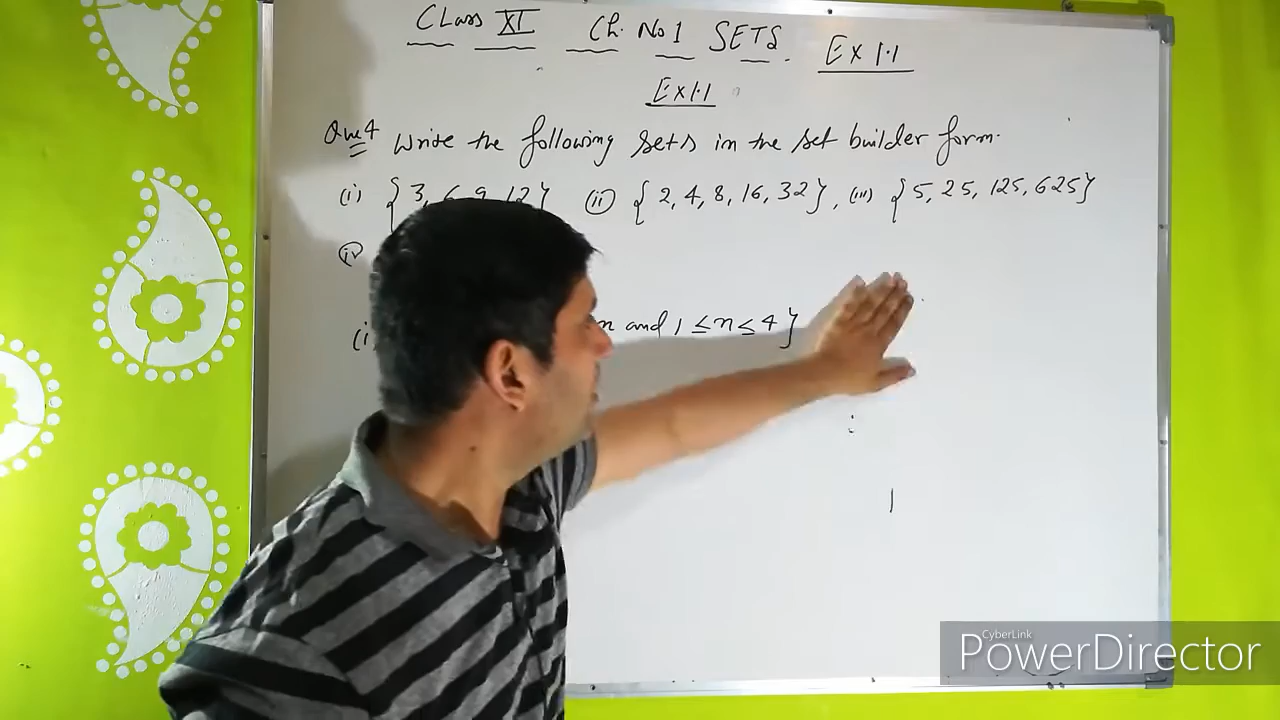 Class XI Ch. No 1 SETS. Ex 1.1
Ex 1.1
Que 4 Write the following sets in the set builder form.
(i) {3, 6, 9, 12} (ii) {2, 4, 8, 16, 32}, (iii) {5, 25, 125, 625}
(iv)
(i n and 1 ≤ n ≤ 4}
CyberLink
PowerDirector